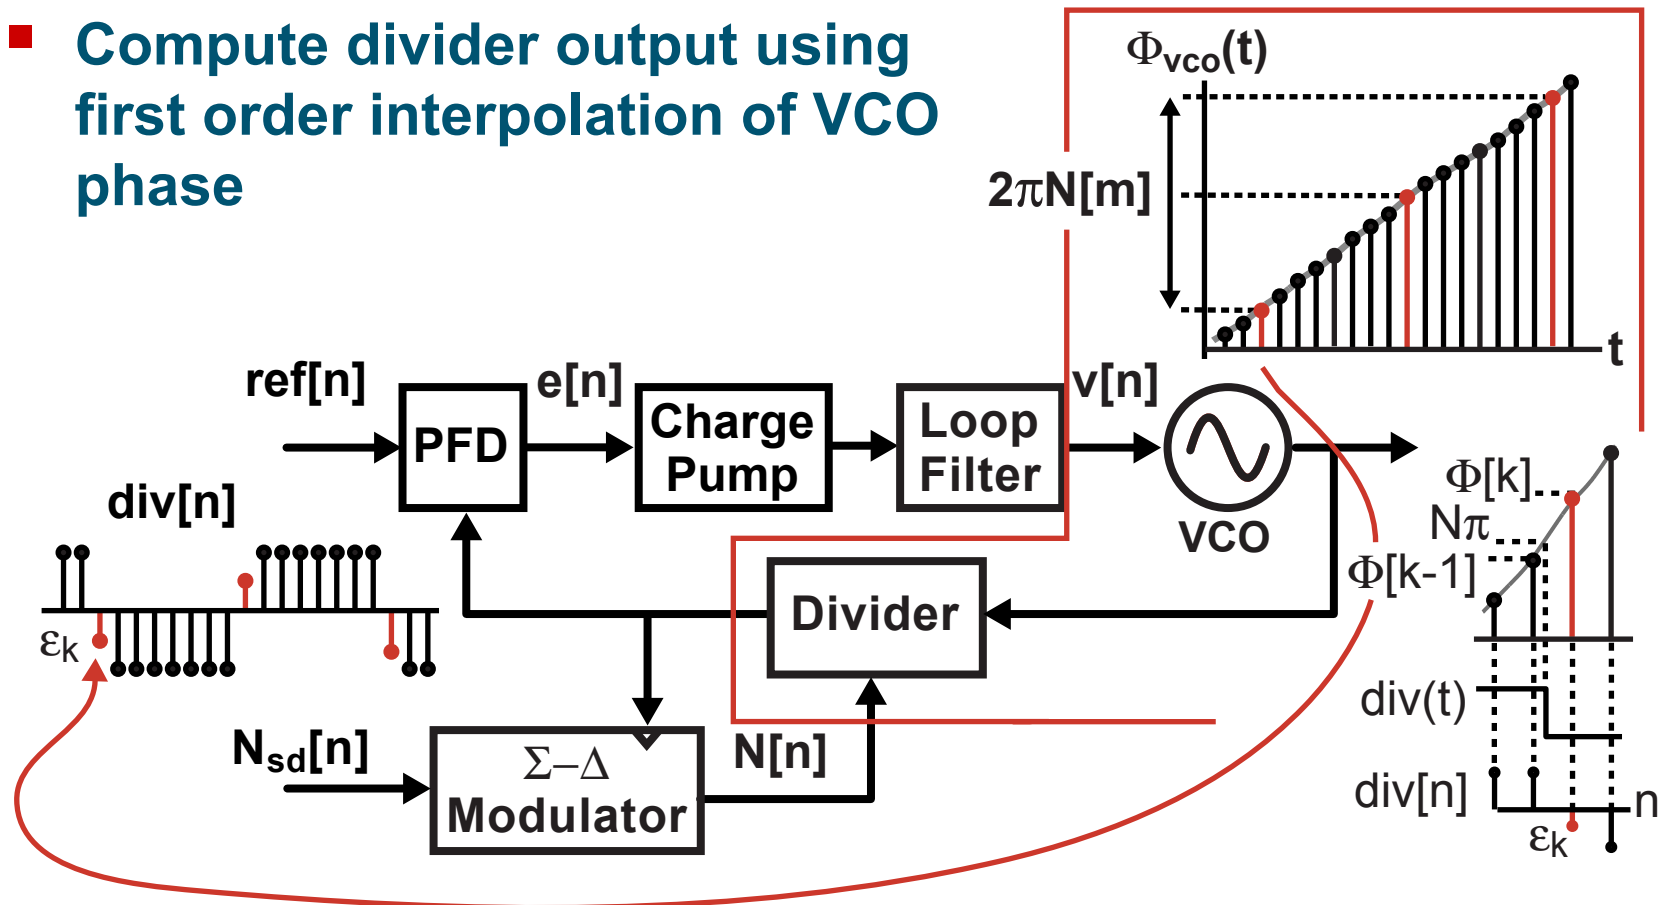 Compute divider output using
first order interpolation of VCO
phase
Φvco(t)
2πN[m]
t
ref[n]
e[n]
v[n]
PFD
Charge
Pump
Loop
Filter
VCO
div[n]
εk
Divider
Nsd[n]
Σ−Δ
Modulator
N[n]
Φ[k]
Nπ
Φ[k-1]
div(t)
div[n]
n
εk